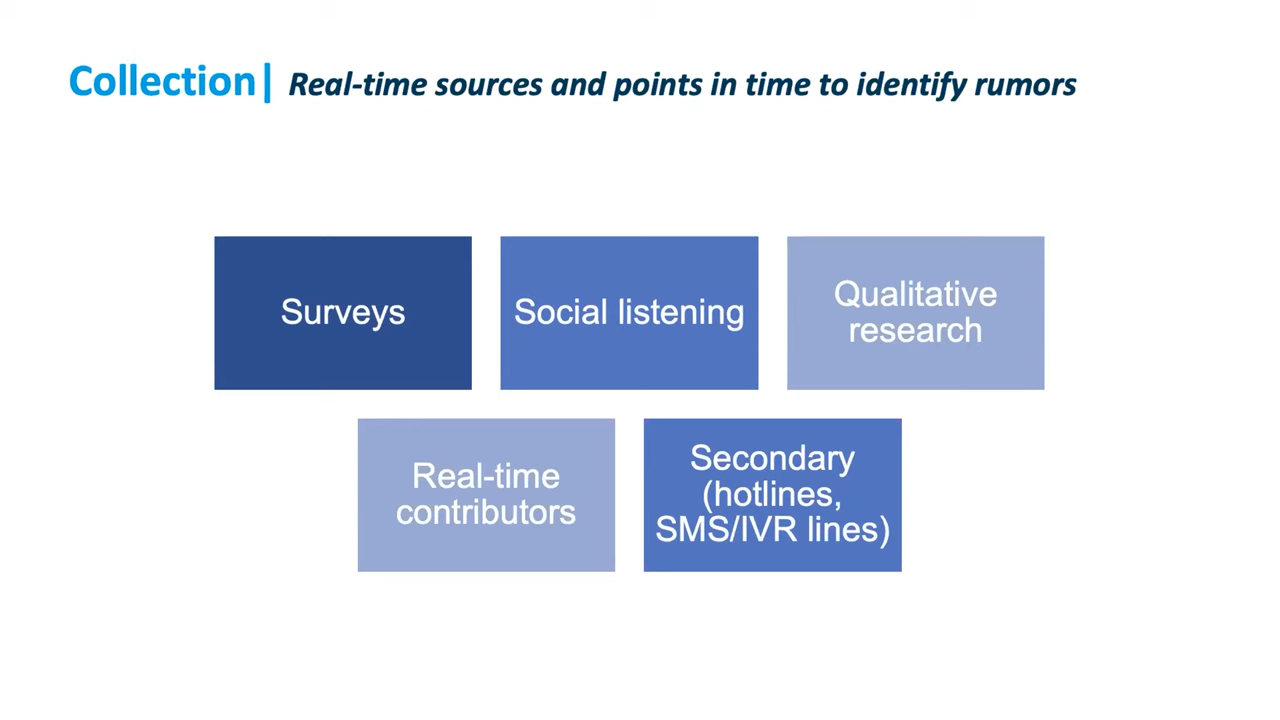 Collection| Real-time sources and points in time to identify rumors
Surveys
Social listening
Qualitative
research
Real-time
contributors
Secondary
(hotlines,
SMS/IVR lines)